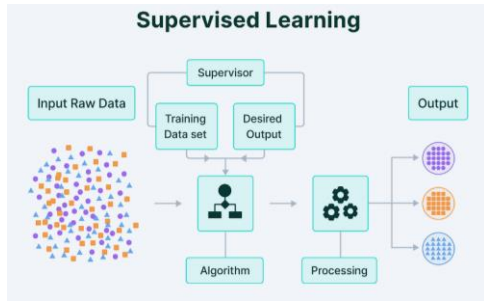 Supervised Learning
Supervisor
Input Raw Data
Training
Data set
Desired
Output
Output
Algorithm
Processing